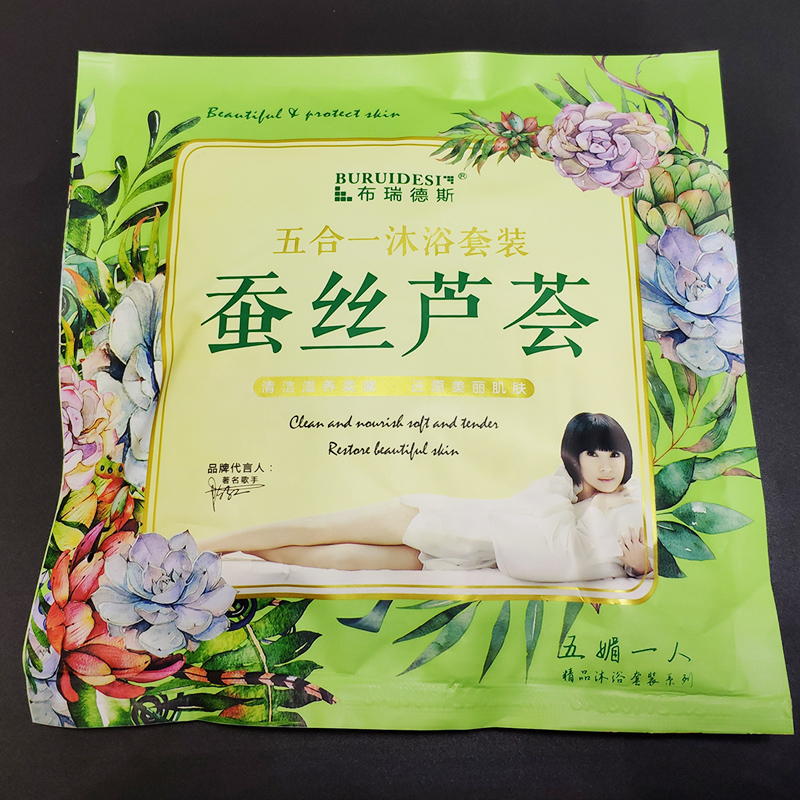 Beautiful & protect skin
BURUIDESI®
布瑞德斯
五合一沐浴套装
蚕丝芦荟
清洁滋养柔嫩 美丽肌肤
Clean and nourish soft and tender
Restore beautiful skin
品牌代言人：
著名歌手
五媚一人
精品沐浴套装系列